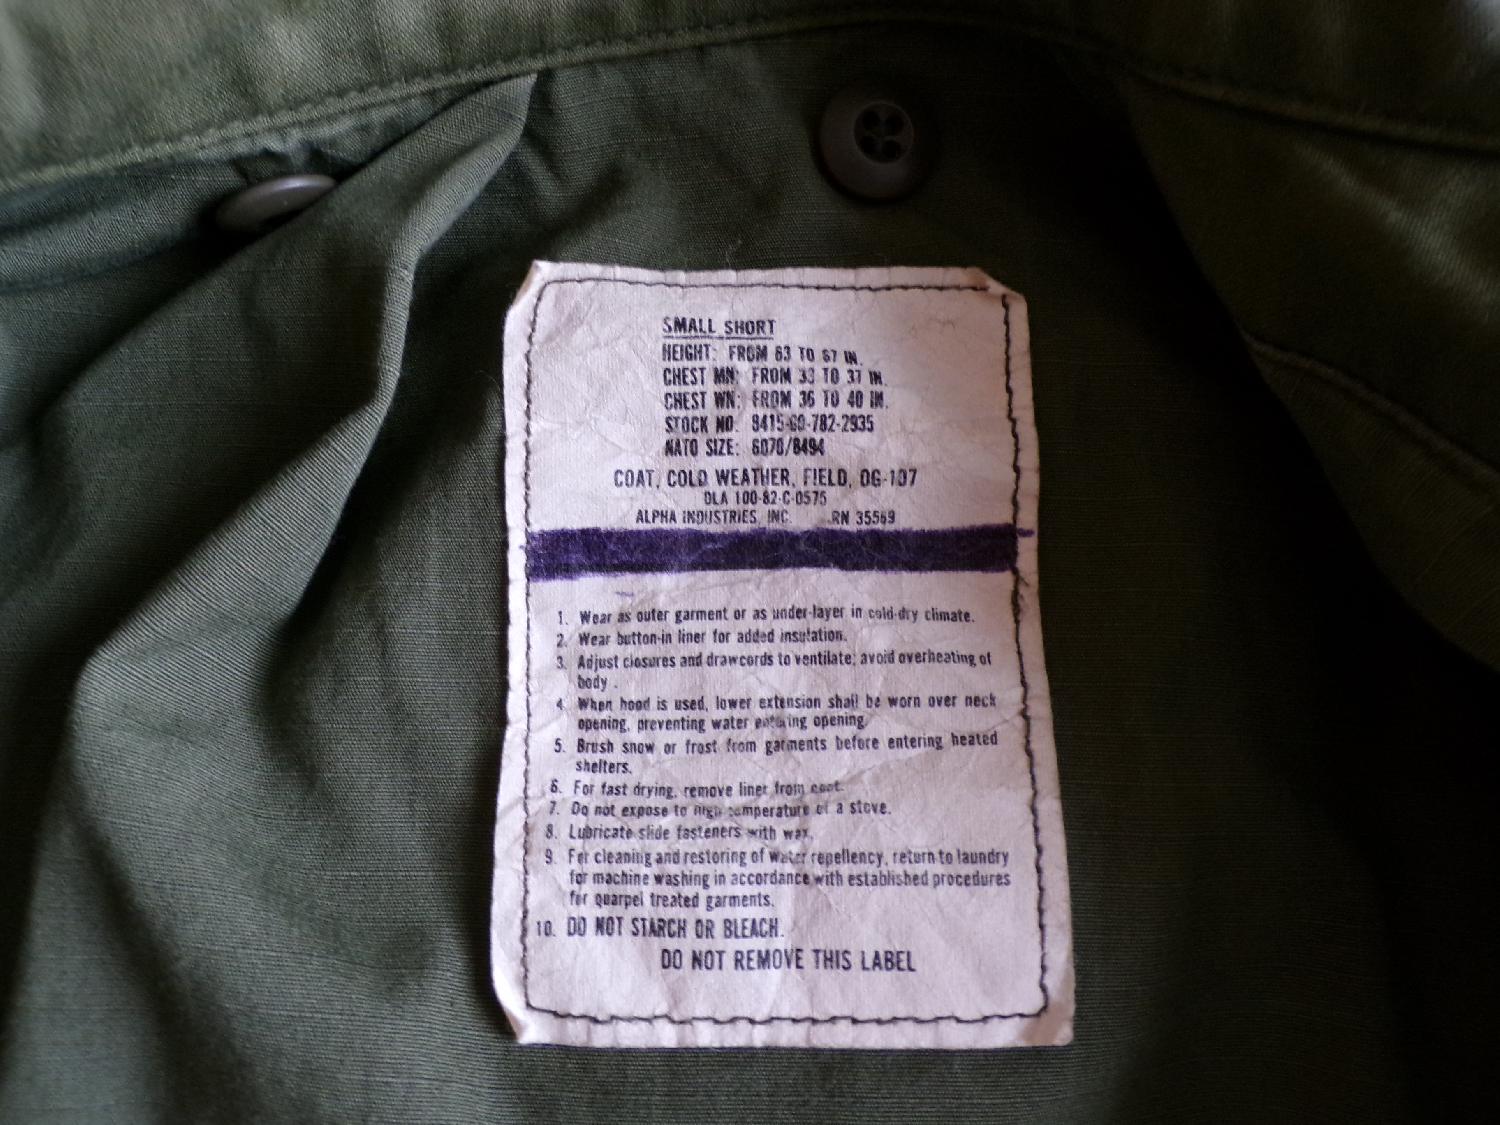 SMALL SHORT
HEIGHT: FROM 63 TO 67 IN.
CHEST MN: FROM 33 TO 37 IN.
CHEST WN: FROM 36 TO 40 IN.
STOCK NO: 8415-00-782-2935
NATO SIZE: 6070/8494
COAT, COLD WEATHER, FIELD, OG-107
DLA 100-82-C-0575
ALPHA INDUSTRIES, INC. RN 35569
1. Wear as outer garment or as under-layer in cold-dry climate.
2. Wear button-in liner for added insulation.
3. Adjust closures and drawcords to ventilate; avoid overheating of
body .
4. When hood is used, lower extension shall be worn over neck
opening, preventing water entering opening.
5. Brush snow or frost from garments before entering heated
shelters.
6. For fast drying, remove liner from coat.
7. Do not expose to high temperature of a stove.
8. Lubricate slide fasteners with wax.
9. For cleaning and restoring of water repellency, return to laundry
for machine washing in accordance with established procedures
for quarpel treated garments.
10. DO NOT STARCH OR BLEACH.
DO NOT REMOVE THIS LABEL